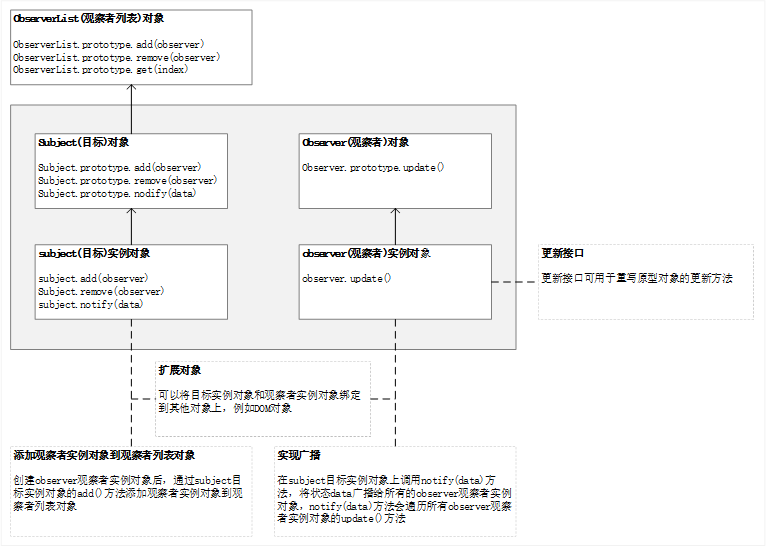 ObserverList(观察者列表)对象
ObserverList.prototype.add(observer)
ObserverList.prototype.remove(observer)
ObserverList.prototype.get(index)
Subject(目标)对象
Subject.prototype.add(observer)
Subject.prototype.remove(observer)
Subject.prototype.nodify(data)
Observer(观察者)对象
Observer.prototype.update()
subject(目标)实例对象
subject.add(observer)
Subject.remove(observer)
subject.notify(data)
observer(观察者)实例对象
observer.update()
更新接口
更新接口可用于重写原型对象的更新方法
扩展对象
可以将目标实例对象和观察者实例对象绑定
到其他对象上，例如DOM对象
添加观察者实例对象到观察者列表对象
创建observer观察者实例对象后，通过subject目
标实例对象的add()方法添加观察者实例对象到观
察者列表对象
实现广播
在subject目标实例对象上调用notify(data)方
法，将状态data广播给所有的observer观察者实例
对象，notify(data)方法会遍历所有observer观察
者实例对象的update()方法